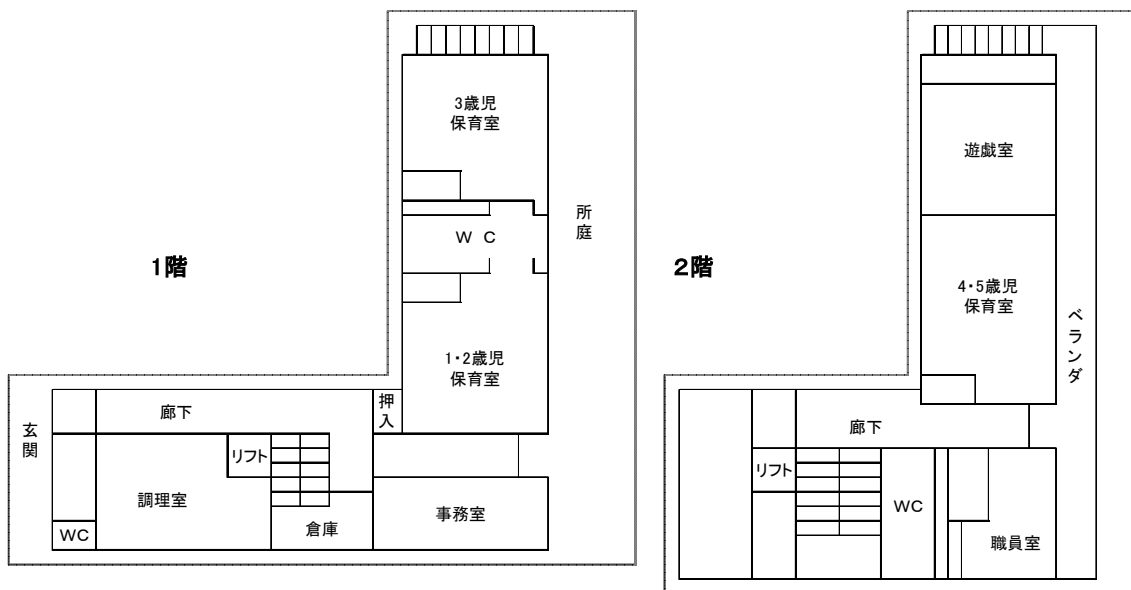 1階
3歳児
保育室
所庭
WC
1・2歳児
保育室
押入
廊下
玄関
リフト
調理室
倉庫
事務室
WC
2階
遊戯室
4・5歳児
保育室
ベランダ
廊下
リフト
WC
職員室